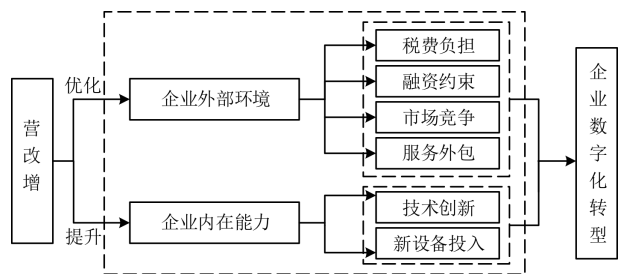 营改增
优化
提升
企业外部环境
企业内在能力
税费负担
融资约束
市场竞争
服务外包
技术创新
新设备投入
企业数字化转型